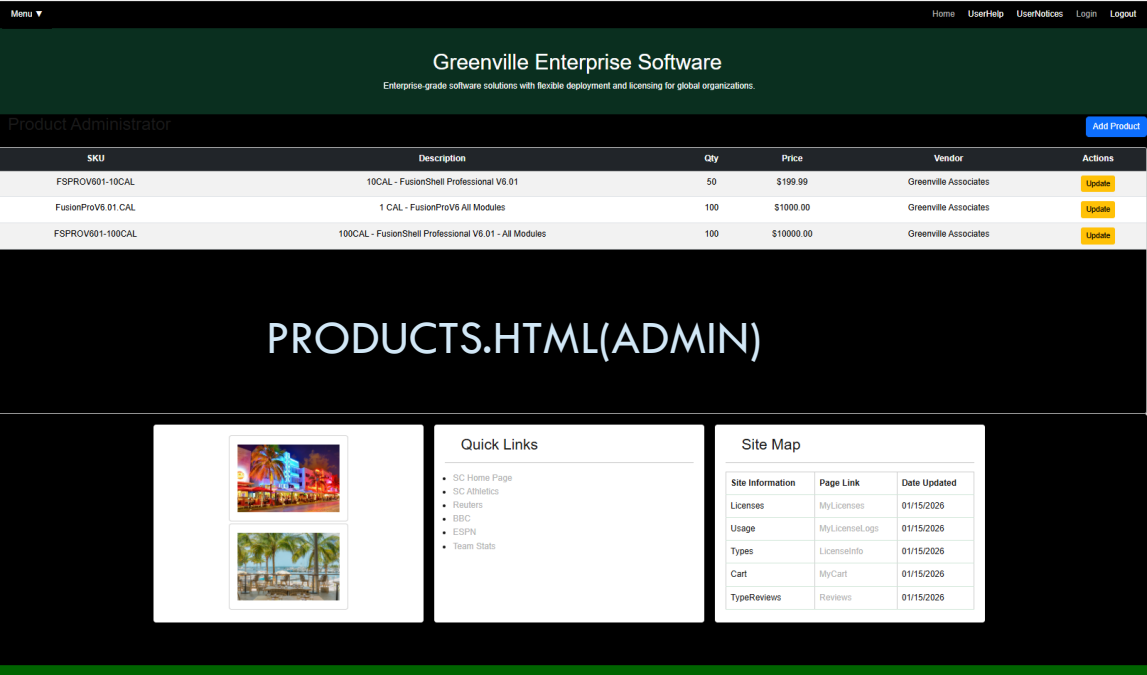 Menu ▼ Home UserHelp UserNotices Login Logout
Greenville Enterprise Software
Enterprise-grade software solutions with flexible deployment and licensing for global organizations.
Product Administrator Add Product
SKU Description Qty Price Vendor Actions
FSPROV601-10CAL 10CAL - FusionShell Professional V6.01 50 $199.99 Greenville Associates Update
FusionProV6.01.CAL 1 CAL - FusionProV6 All Modules 100 $1000.00 Greenville Associates Update
FSPROV601-100CAL 100CAL - FusionShell Professional V6.01 - All Modules 100 $10000.00 Greenville Associates Update
PRODUCTS.HTML(ADMIN)
Quick Links
SC Home Page
SC Athletics
Reuters
BBC
ESPN
Team Stats
Site Map
Site Information Page Link Date Updated
Licenses MyLicenses 01/15/2026
Usage MyLicenseLogs 01/15/2026
Types LicenseInfo 01/15/2026
Cart MyCart 01/15/2026
TypeReviews Reviews 01/15/2026